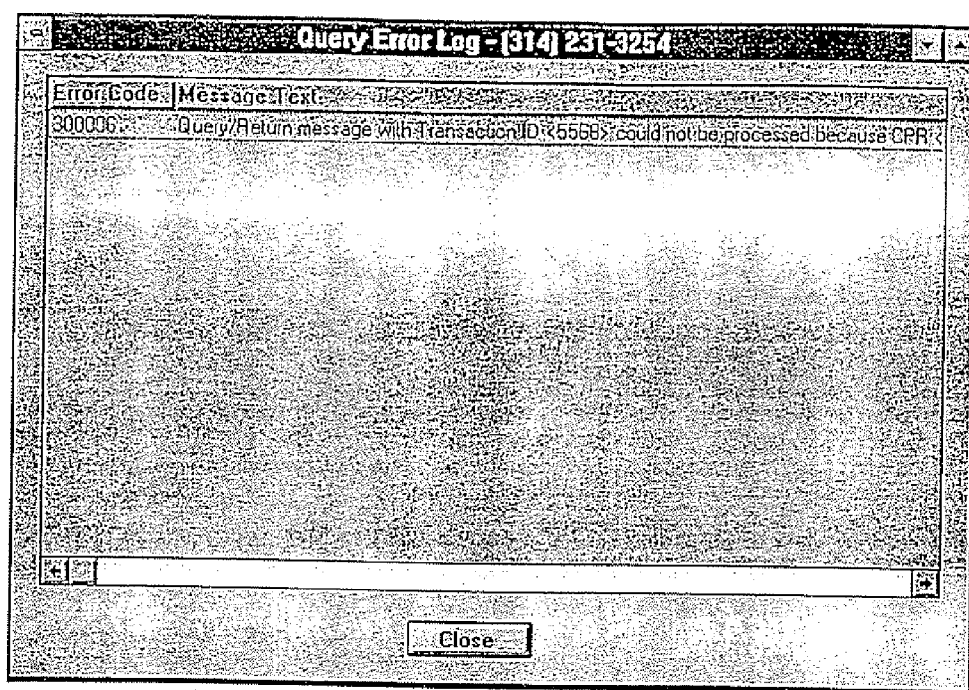 Query Error Log - (314) 231-3254
Error Code Message Text
300006 Query/Return message with Transaction ID <5568> could not be processed because CPR <
Close